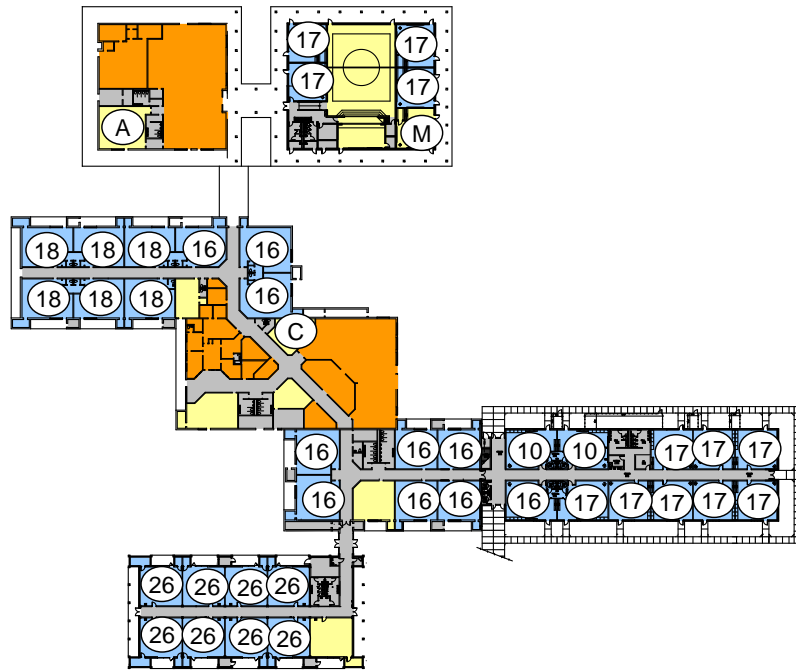 17 17
17 17
A M
18 18 18 16 16
18 18 18 16
C
16 16 16 10 10 17 17 17
16 16 16 16 17 17 17 17 17
26 26 26 26
26 26 26 26